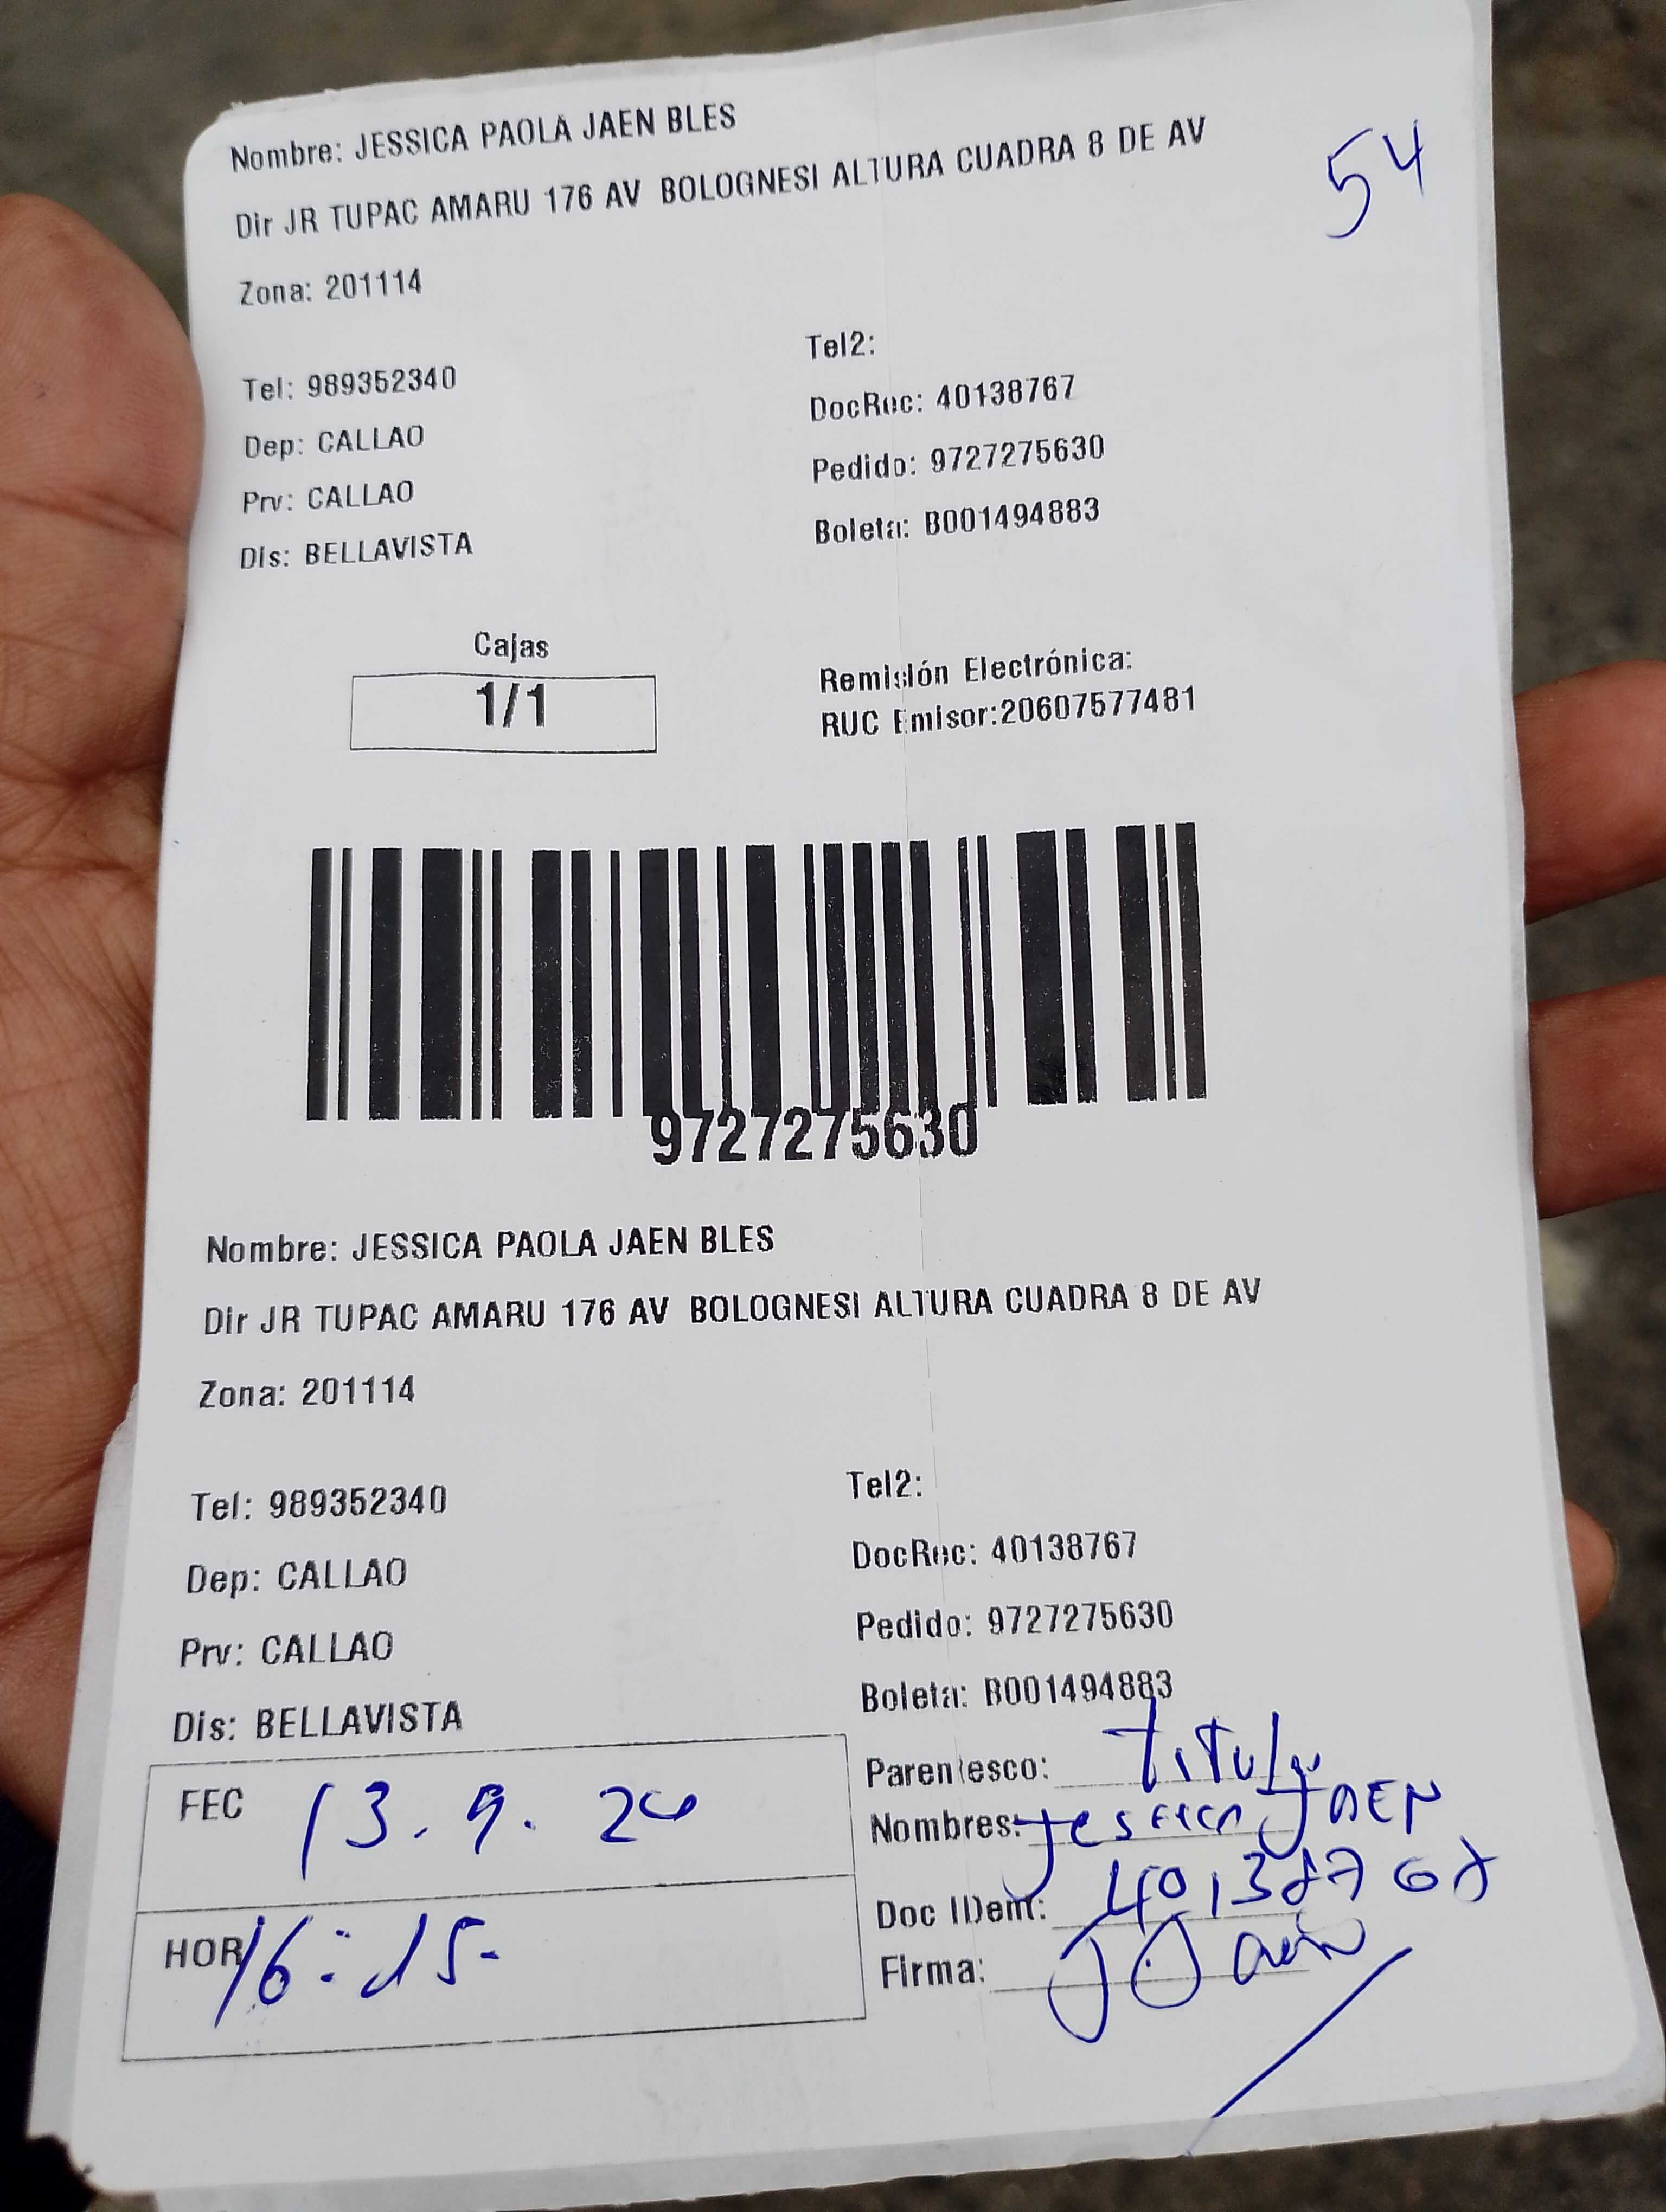 Nombre: JESSICA PAOLA JAEN BLES
54
Dir JR TUPAC AMARU 176 AV BOLOGNESI ALTURA CUADRA 8 DE AV
Zona: 201114
Tel2:
Tel: 989352340
DocRec: 40138767
Dep: CALLAO
Pedido: 9727275630
Prv: CALLAO
Boleta: B001494883
Dis: BELLAVISTA
Cajas
1/1
Remisión Electrónica:
RUC Emisor:20607577481
9727275630
Nombre: JESSICA PAOLA JAEN BLES
Dir JR TUPAC AMARU 176 AV BOLOGNESI ALTURA CUADRA 8 DE AV
Zona: 201114
Tel2:
Tel: 989352340
DocRec: 40138767
Dep: CALLAO
Pedido: 9727275630
Prv: CALLAO
Boleta: B001494883
Dis: BELLAVISTA
Parentesco:
FEC 13.9.
Nombres: Jessica JAEN
Doc IDent:
HOR 16:15-
Firma: